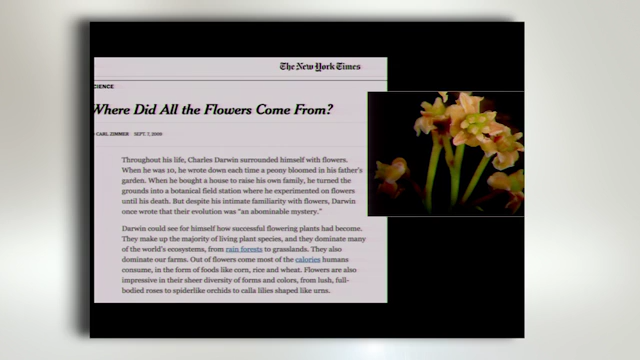 The New York Times
CIENCE
Where Did All the Flowers Come From?
CARL ZIMMER SEPT. 7, 2009
Throughout his life, Charles Darwin surrounded himself with flowers.
When he was 10, he wrote down each time a peony bloomed in his father's
garden. When he bought a house to raise his own family, he turned the
grounds into a botanical field station where he experimented on flowers
until his death. But despite his intimate familiarity with flowers, Darwin
once wrote that their evolution was "an abominable mystery."
Darwin could see for himself how successful flowering plants had become.
They make up the majority of living plant species, and they dominate many
of the world's ecosystems, from rain forests to grasslands. They also
dominate our farms. Out of flowers come most of the calories humans
consume, in the form of foods like corn, rice and wheat. Flowers are also
impressive in their sheer diversity of forms and colors, from lush, full-
bodied roses to spiderlike orchids to calla lilies shaped like urns.